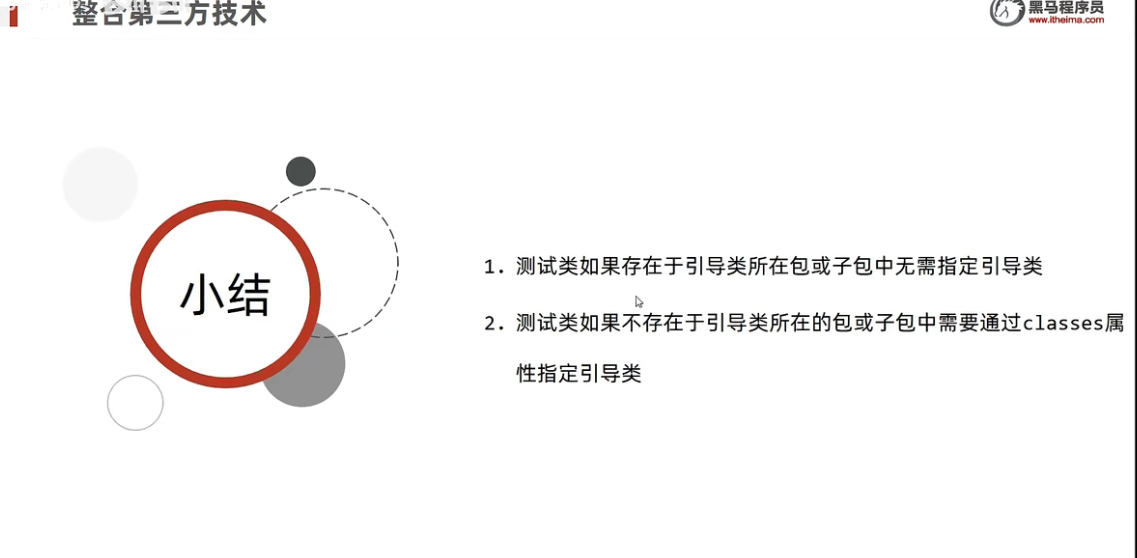 整合第三方技术
黑马程序员
www.itheima.com
小结
1. 测试类如果存在于引导类所在包或子包中无需指定引导类
2. 测试类如果不存在于引导类所在的包或子包中需要通过classes属
性指定引导类